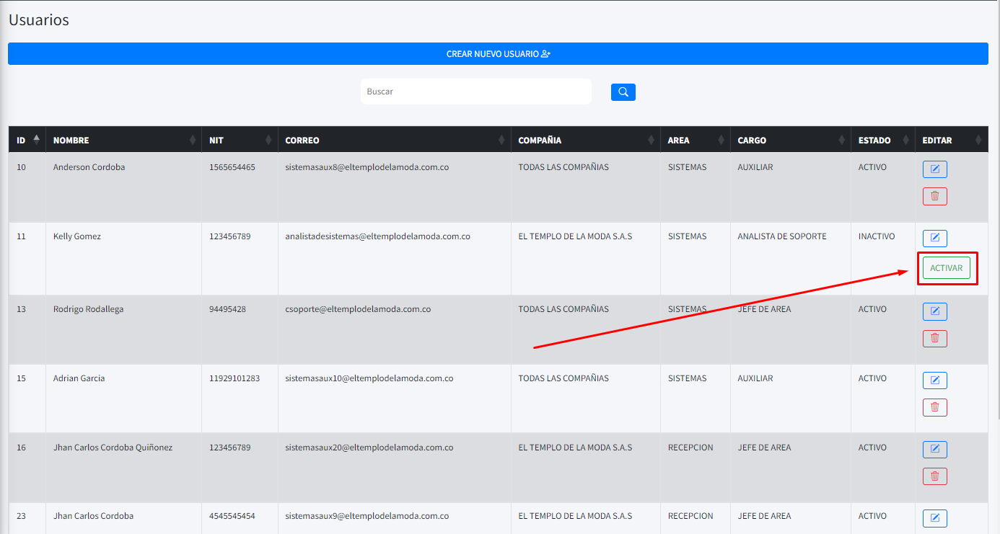 Usuarios
CREAR NUEVO USUARIO
Buscar
ID NOMBRE NIT CORREO COMPAÑIA AREA CARGO ESTADO EDITAR
10 Anderson Cordoba 1565654465 sistemasaux8@eltemplodelamoda.com.co TODAS LAS COMPAÑIAS SISTEMAS AUXILIAR ACTIVO
11 Kelly Gomez 123456789 analistadesistemas@eltemplodelamoda.com.co EL TEMPLO DE LA MODA S.A.S SISTEMAS ANALISTA DE SOPORTE INACTIVO
ACTIVAR
13 Rodrigo Rodallega 94495428 csoporte@eltemplodelamoda.com.co TODAS LAS COMPAÑIAS SISTEMAS JEFE DE AREA ACTIVO
15 Adrian Garcia 11929101283 sistemasaux10@eltemplodelamoda.com.co TODAS LAS COMPAÑIAS SISTEMAS AUXILIAR ACTIVO
16 Jhan Carlos Cordoba Quiñonez 123456789 sistemasaux20@eltemplodelamoda.com.co EL TEMPLO DE LA MODA S.A.S RECEPCION JEFE DE AREA ACTIVO
23 Jhan Carlos Cordoba 4545545454 sistemasaux9@eltemplodelamoda.com.co EL TEMPLO DE LA MODA S.A.S RECEPCION JEFE DE AREA ACTIVO